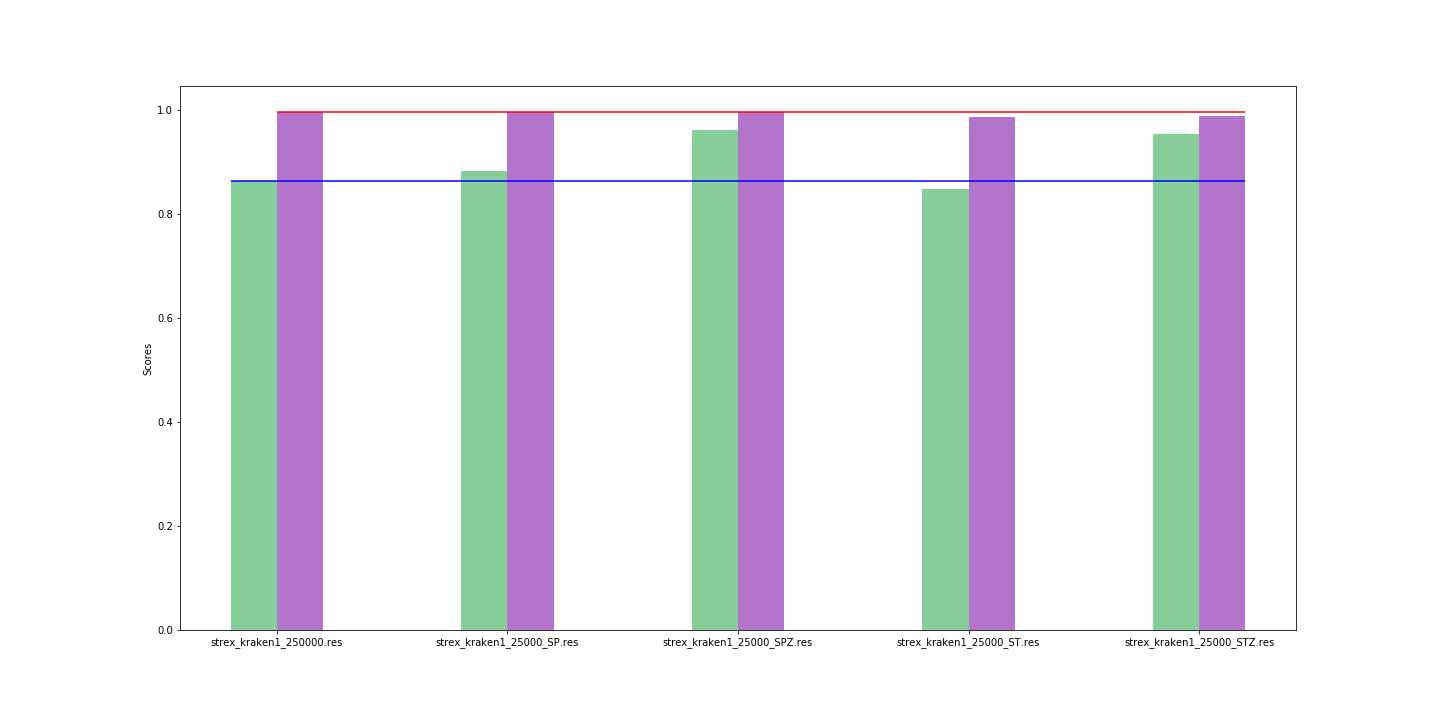 1.0
0.8
0.6
0.4
0.2
0.0
Scores
strex_kraken1_250000.res
strex_kraken1_25000_SP.res
strex_kraken1_25000_SPZ.res
strex_kraken1_25000_ST.res
strex_kraken1_25000_STZ.res